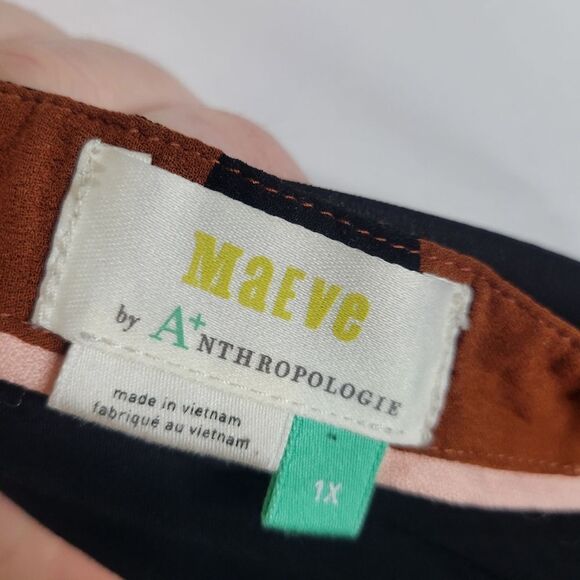 MaEve
by A+NTHROPOLOGIE
made in vietnam
fabriqué au vietnam
1X